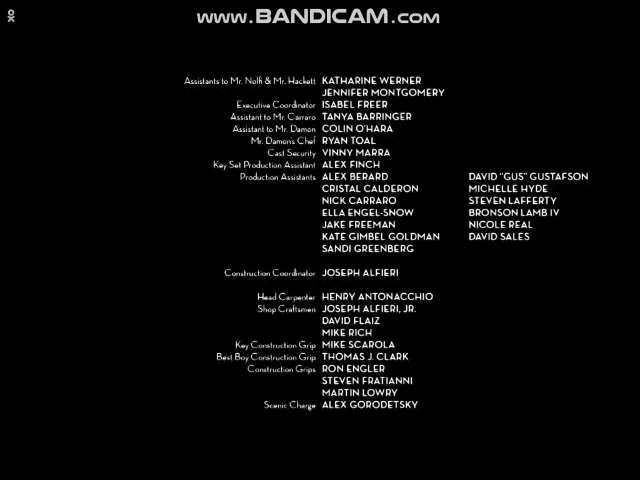 XO
www.BANDICAM.com
Assistants to Mr. Nolfi & Mr. Hackett KATHARINE WERNER
JENNIFER MONTGOMERY
Executive Coordinator ISABEL FREER
Assistant to Mr. Carraro TANYA BARRINGER
Assistant to Mr. Damon COLIN O'HARA
Mr. Damon's Chef RYAN TOAL
Cast Security VINNY MARRA
Key Set Production Assistant ALEX FINCH
Production Assistants ALEX BERARD DAVID "GUS" GUSTAFSON
CRISTAL CALDERON MICHELLE HYDE
NICK CARRARO STEVEN LAFFERTY
ELLA ENGEL-SNOW BRONSON LAMB IV
JAKE FREEMAN NICOLE REAL
KATE GIMBEL GOLDMAN DAVID SALES
SANDI GREENBERG
Construction Coordinator JOSEPH ALFIERI
Head Carpenter HENRY ANTONACCHIO
Shop Craftsmen JOSEPH ALFIERI, JR.
DAVID FLAIZ
MIKE RICH
Key Construction Grip MIKE SCAROLA
Best Boy Construction Grip THOMAS J. CLARK
Construction Grips RON ENGLER
STEVEN FRATIANNI
MARTIN LOWRY
Scenic Charge ALEX GORODETSKY